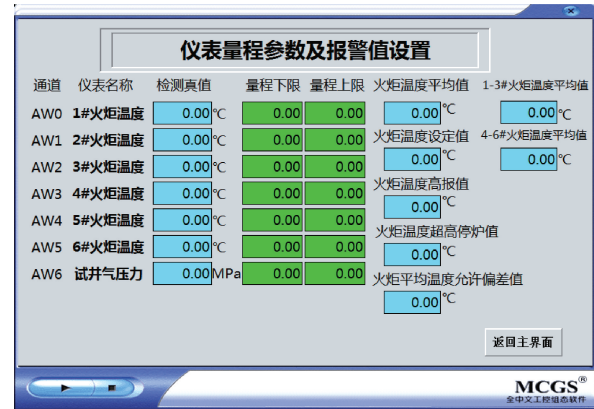 仪表量程参数及报警值设置
通道 仪表名称 检测真值 量程下限 量程上限 火炬温度平均值 1-3#火炬温度平均值
AW0 1#火炬温度 0.00 ℃ 0.00 0.00 0.00 ℃ 0.00 ℃
AW1 2#火炬温度 0.00 ℃ 0.00 0.00 火炬温度设定值 4-6#火炬温度平均值
AW2 3#火炬温度 0.00 ℃ 0.00 0.00 0.00 ℃ 0.00 ℃
AW3 4#火炬温度 0.00 ℃ 0.00 0.00 火炬温度高报值
AW4 5#火炬温度 0.00 ℃ 0.00 0.00 0.00 ℃
火炬温度超高停炉值
AW5 6#火炬温度 0.00 ℃ 0.00 0.00 0.00 ℃
AW6 试井气压力 0.00 MPa 0.00 0.00 火炬平均温度允许偏差值
0.00 ℃
返回主界面
MCGS®
全中文工控组态软件